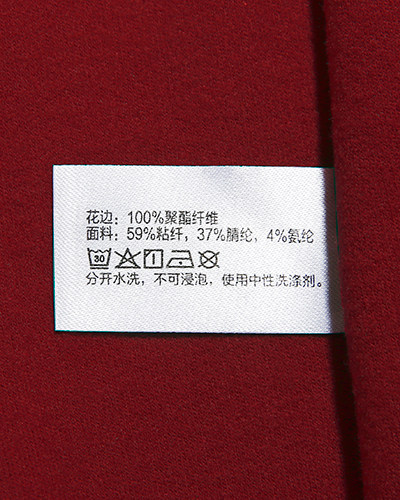 花边：100%聚酯纤维
面料：59%粘纤，37%腈纶，4%氨纶
30
分开水洗，不可浸泡，使用中性洗涤剂。